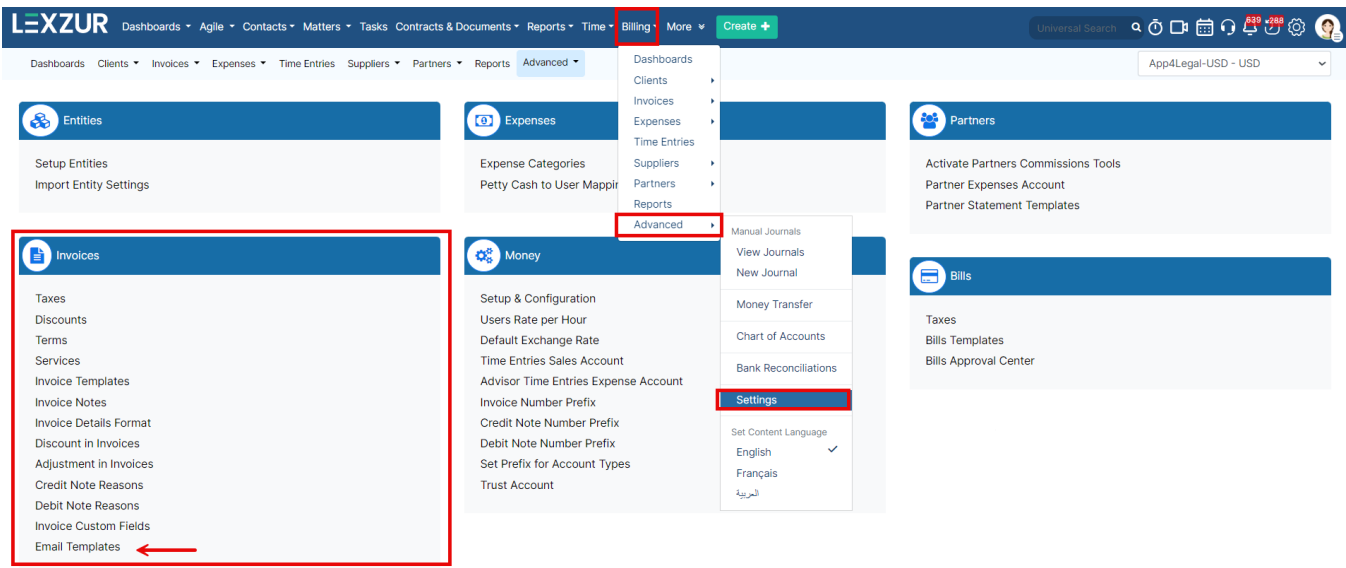 LEXZUR Dashboards Agile Contacts Matters Tasks Contracts & Documents Reports Time Billing More Create + Universal Search 639 288
Dashboards Clients Invoices Expenses Time Entries Suppliers Partners Reports Advanced App4Legal-USD - USD
Dashboards
Clients
Invoices
Expenses
Time Entries
Suppliers
Partners
Reports
Advanced
Manual Journals
View Journals
New Journal
Money Transfer
Chart of Accounts
Bank Reconciliations
Settings
Set Content Language
English
Français
العربية
Entities
Setup Entities
Import Entity Settings
Expenses
Expense Categories
Petty Cash to User Mappin
Partners
Activate Partners Commissions Tools
Partner Expenses Account
Partner Statement Templates
Invoices
Taxes
Discounts
Terms
Services
Invoice Templates
Invoice Notes
Invoice Details Format
Discount in Invoices
Adjustment in Invoices
Credit Note Reasons
Debit Note Reasons
Invoice Custom Fields
Email Templates
Money
Setup & Configuration
Users Rate per Hour
Default Exchange Rate
Time Entries Sales Account
Advisor Time Entries Expense Account
Invoice Number Prefix
Credit Note Number Prefix
Debit Note Number Prefix
Set Prefix for Account Types
Trust Account
Bills
Taxes
Bills Templates
Bills Approval Center